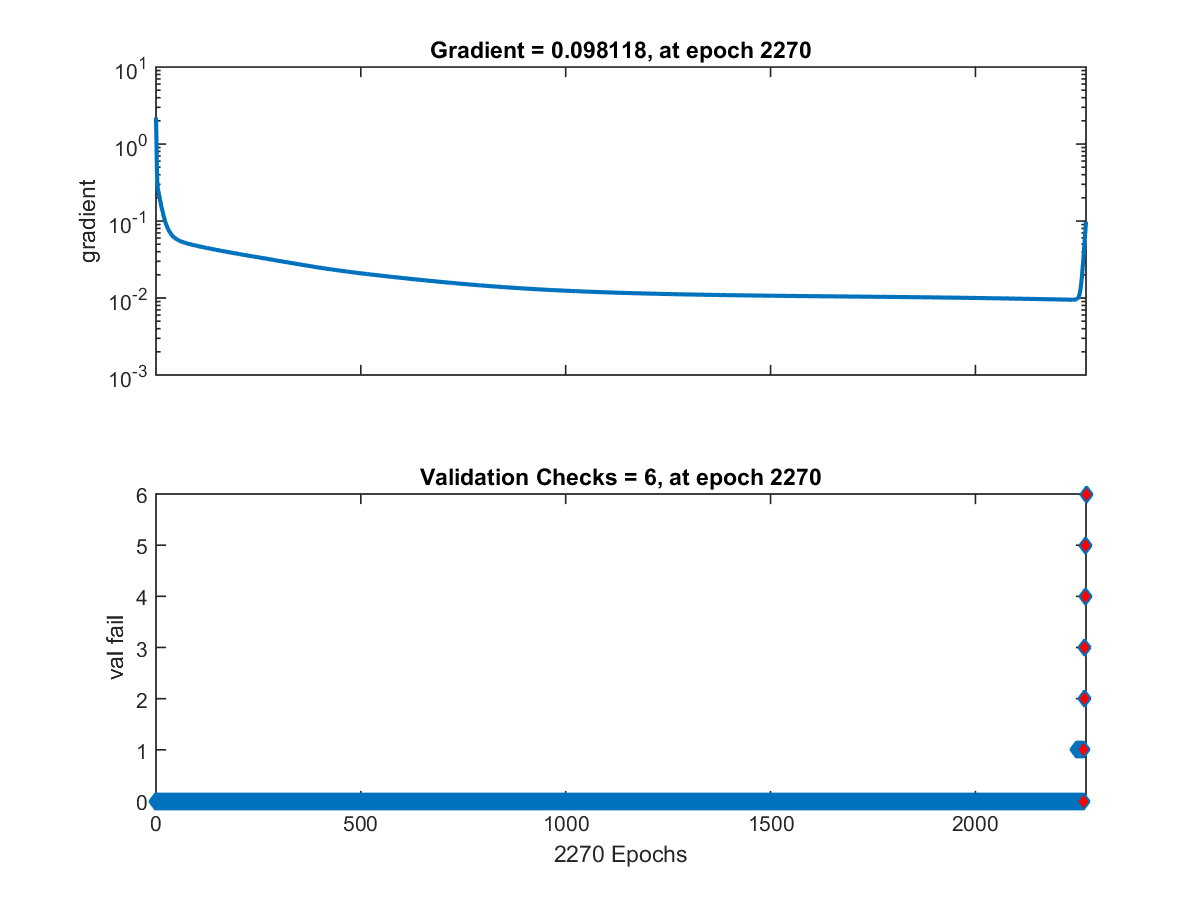 Gradient = 0.098118, at epoch 2270
10^1
10^0
10^-1
10^-2
10^-3
gradient
Validation Checks = 6, at epoch 2270
6
5
4
3
2
1
0
val fail
0 500 1000 1500 2000
2270 Epochs